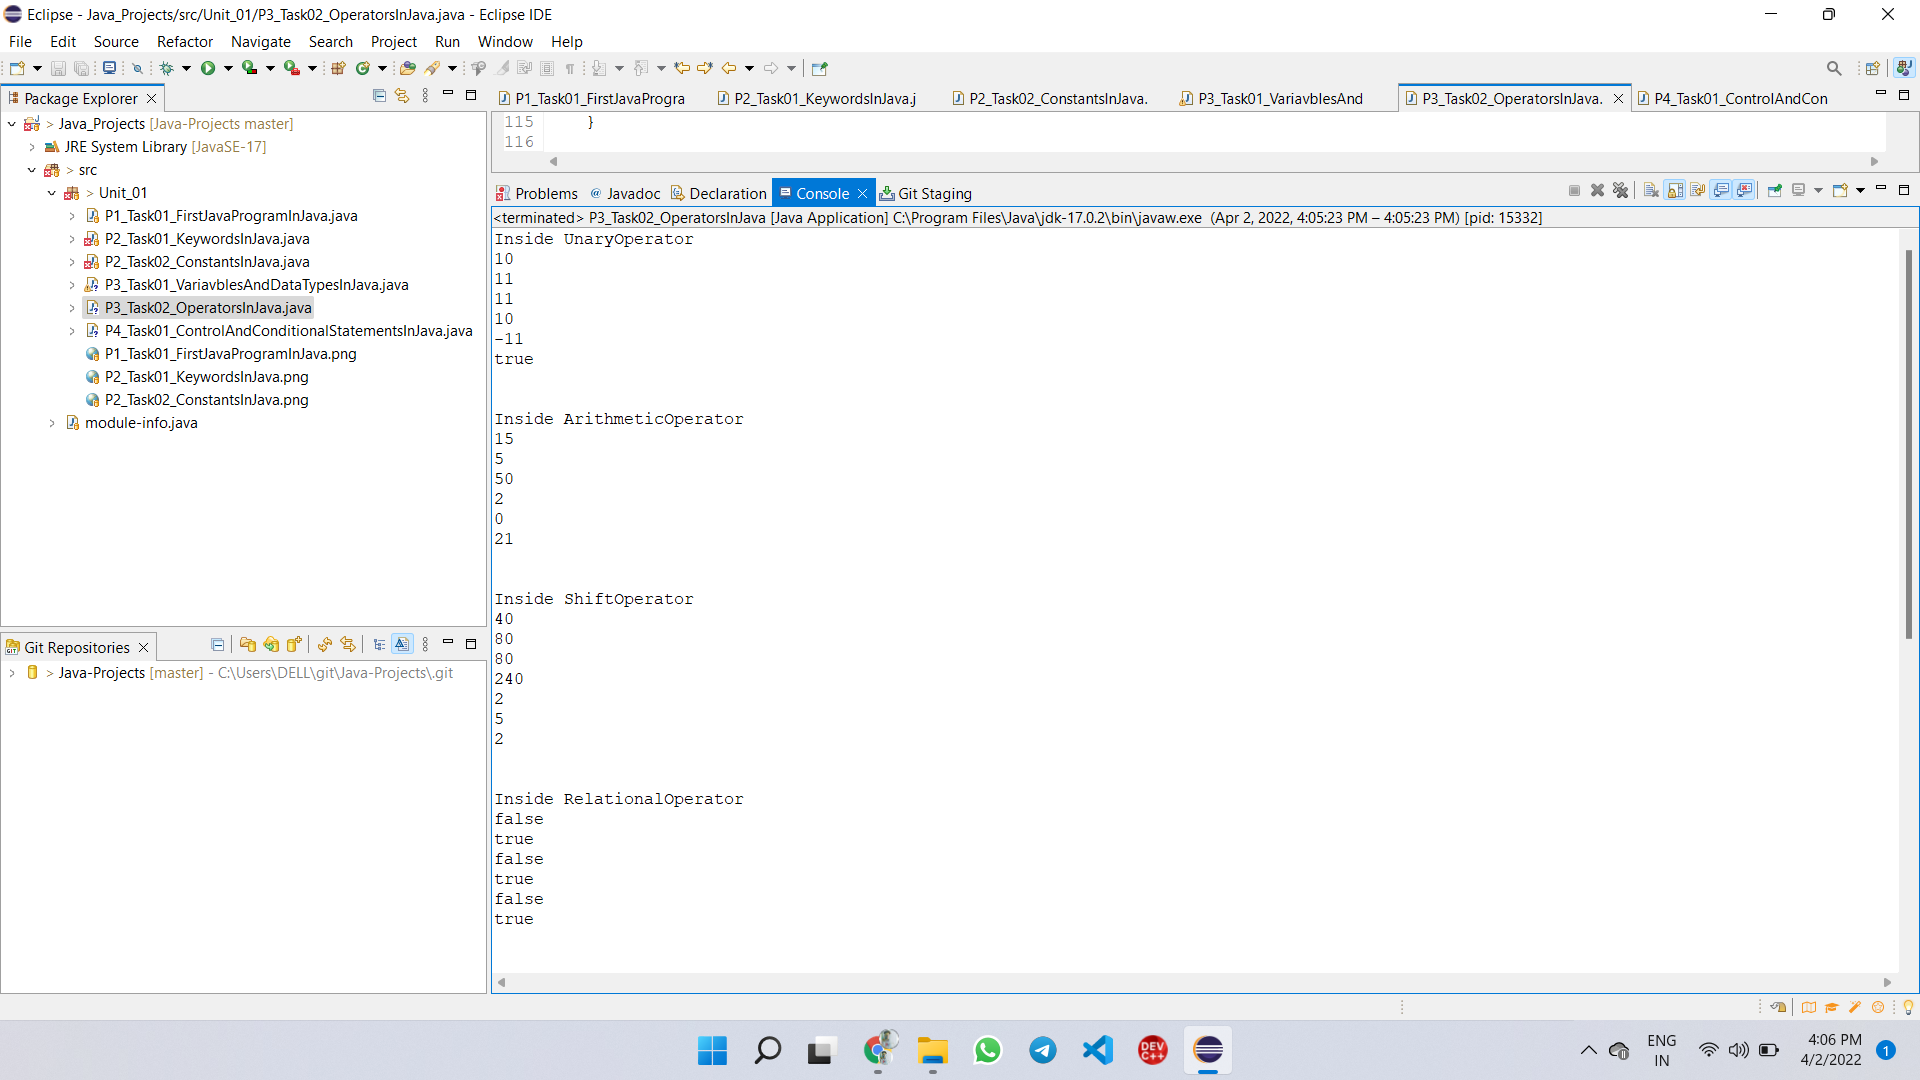 Eclipse - Java_Projects/src/Unit_01/P3_Task02_OperatorsInJava.java - Eclipse IDE
File Edit Source Refactor Navigate Search Project Run Window Help
Package Explorer
Java_Projects [Java-Projects master]
JRE System Library [JavaSE-17]
> src
> Unit_01
P1_Task01_FirstJavaProgramInJava.java
P2_Task01_KeywordsInJava.java
P2_Task02_ConstantsInJava.java
P3_Task01_VariavblesAndDataTypesInJava.java
P3_Task02_OperatorsInJava.java
P4_Task01_ControlAndConditionalStatementsInJava.java
P1_Task01_FirstJavaProgramInJava.png
P2_Task01_KeywordsInJava.png
P2_Task02_ConstantsInJava.png
module-info.java
Git Repositories
> Java-Projects [master] - C:\Users\DELL\git\Java-Projects\.git
P1_Task01_FirstJavaProgra P2_Task01_KeywordsInJava.j P2_Task02_ConstantsInJava. P3_Task01_VariavblesAnd P3_Task02_OperatorsInJava. P4_Task01_ControlAndCon
115 }
116
Problems @ Javadoc Declaration Console Git Staging
<terminated> P3_Task02_OperatorsInJava [Java Application] C:\Program Files\Java\jdk-17.0.2\bin\javaw.exe (Apr 2, 2022, 4:05:23 PM – 4:05:23 PM) [pid: 15332]
Inside UnaryOperator
10
11
11
10
-11
true
Inside ArithmeticOperator
15
5
50
2
0
21
Inside ShiftOperator
40
80
80
240
2
5
2
Inside RelationalOperator
false
true
false
true
false
true
DEV C++
ENG
IN
4:06 PM
4/2/2022
1